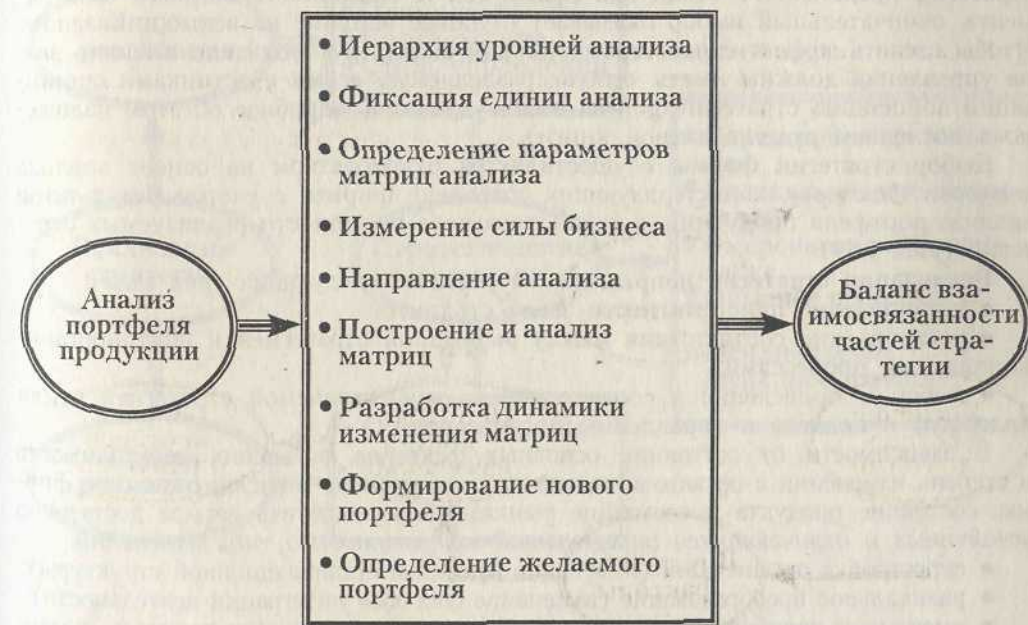 • Иерархия уровней анализа
• Фиксация единиц анализа
• Определение параметров
матриц анализа
• Измерение силы бизнеса
• Направление анализа
• Построение и анализ
матриц
• Разработка динамики
изменения матриц
• Формирование нового
портфеля
• Определение желаемого
портфеля
Анализ
портфеля
продукции
Баланс вза-
имосвязанности
частей стра-
тегии